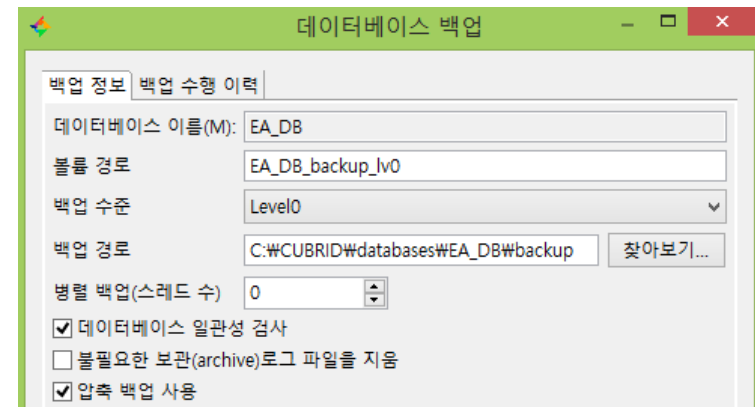 데이터베이스 백업
백업 정보 백업 수행 이력
데이터베이스 이름(M): EA_DB
볼륨 경로 EA_DB_backup_lv0
백업 수준 Level0
백업 경로 C:₩CUBRID₩databases₩EA_DB₩backup 찾아보기...
병렬 백업(스레드 수) 0
데이터베이스 일관성 검사
불필요한 보관(archive)로그 파일을 지움
압축 백업 사용